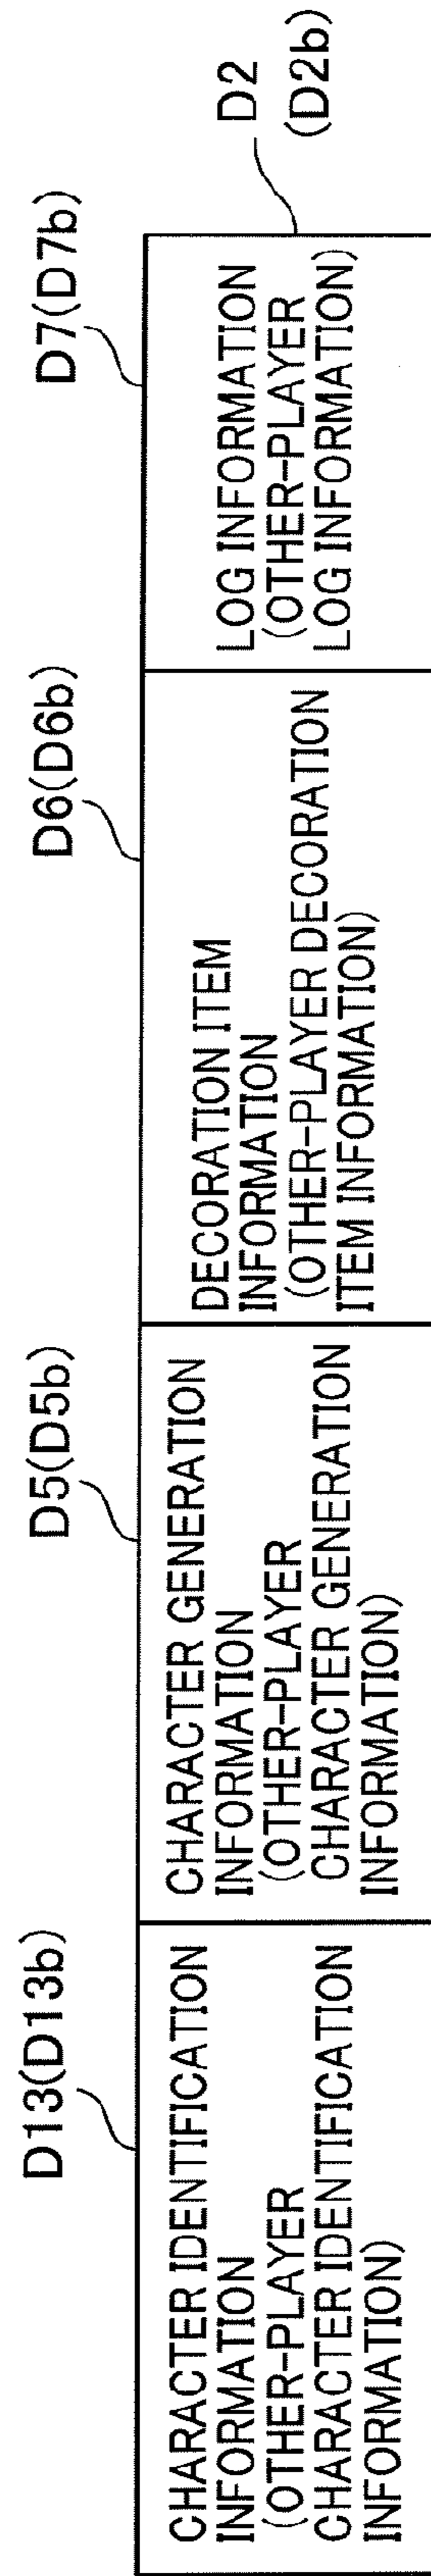 D13(D13b)
D5(D5b)
D6(D6b)
D7(D7b)
CHARACTER IDENTIFICATION
INFORMATION
(OTHER-PLAYER
CHARACTER IDENTIFICATION
INFORMATION)
CHARACTER GENERATION
INFORMATION
(OTHER-PLAYER
CHARACTER GENERATION
INFORMATION)
DECORATION ITEM
INFORMATION
(OTHER-PLAYER DECORATION
ITEM INFORMATION)
LOG INFORMATION
(OTHER-PLAYER
LOG INFORMATION)
D2
(D2b)